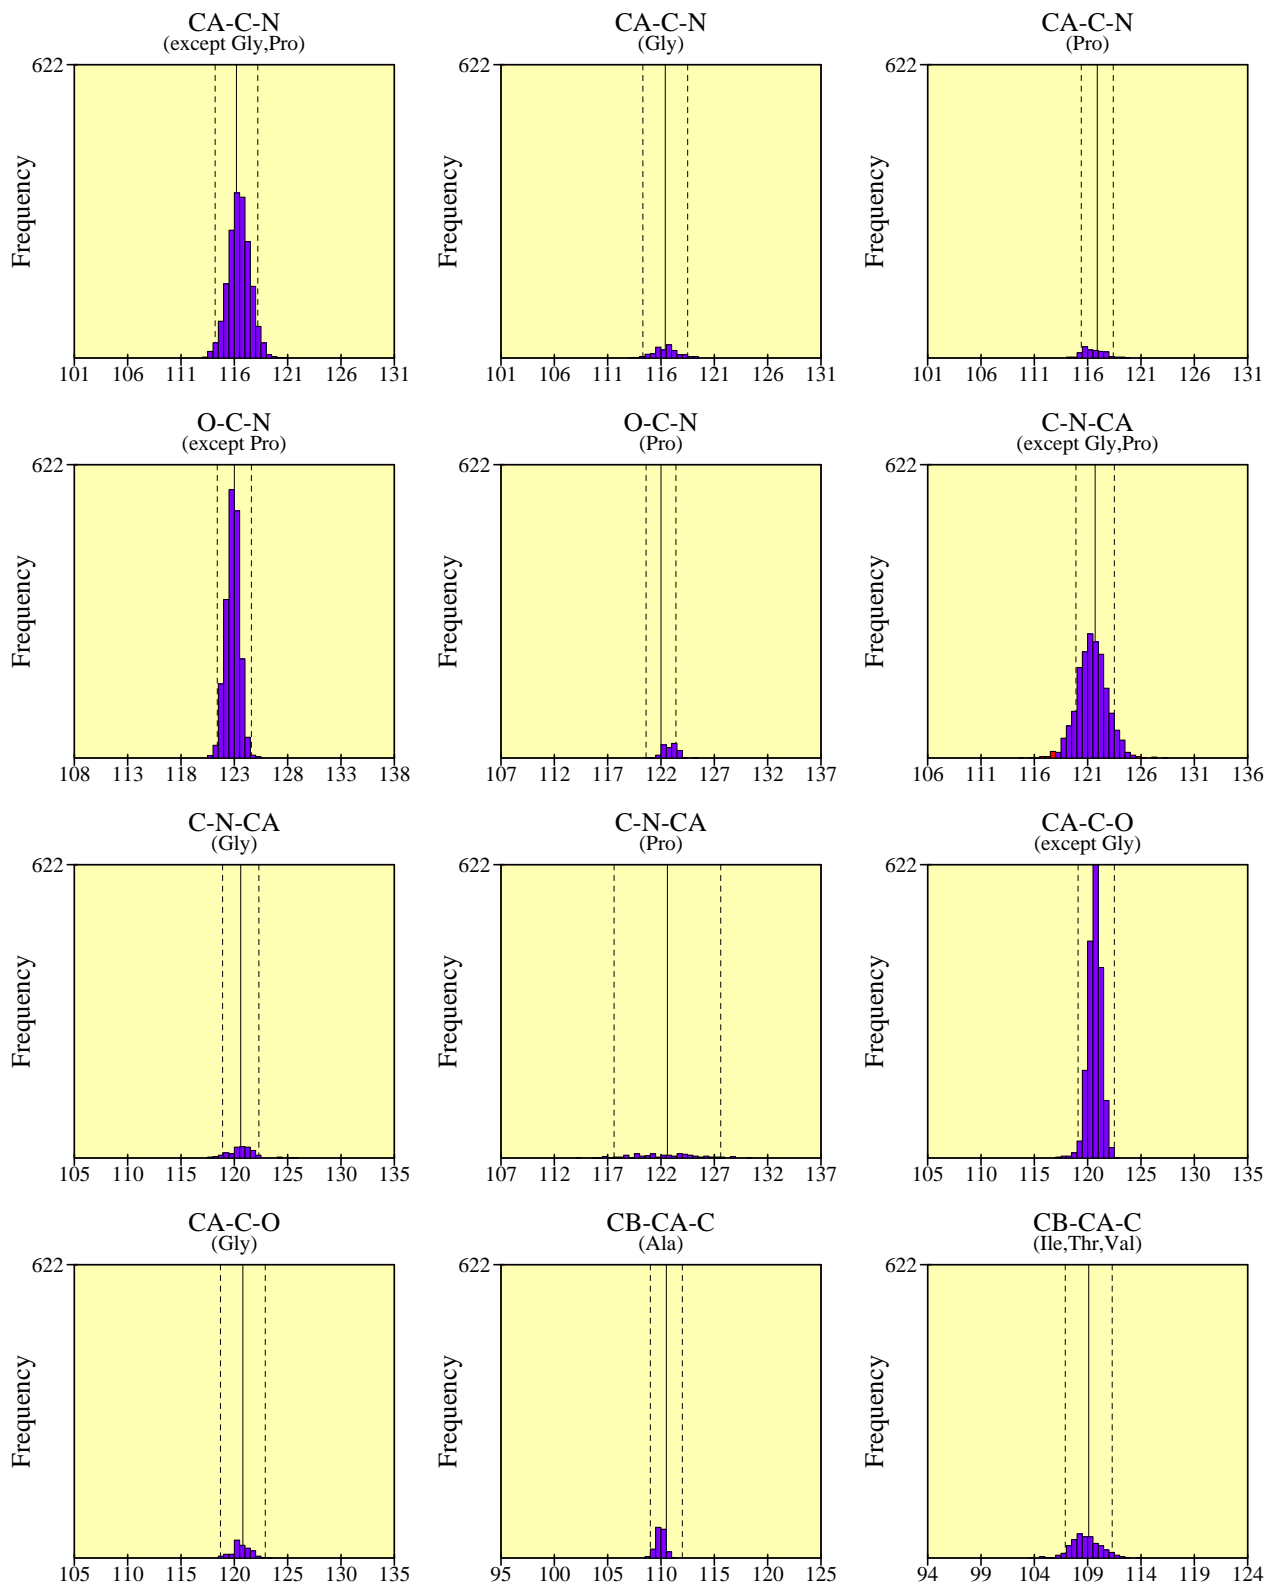 CA-C-N
(except Gly,Pro)
622
Frequency
101 106 111 116 121 126 131
CA-C-N
(Gly)
622
Frequency
101 106 111 116 121 126 131
CA-C-N
(Pro)
622
Frequency
101 106 111 116 121 126 131
O-C-N
(except Pro)
622
Frequency
108 113 118 123 128 133 138
O-C-N
(Pro)
622
Frequency
107 112 117 122 127 132 137
C-N-CA
(except Gly,Pro)
622
Frequency
106 111 116 121 126 131 136
C-N-CA
(Gly)
622
Frequency
105 110 115 120 125 130 135
C-N-CA
(Pro)
622
Frequency
107 112 117 122 127 132 137
CA-C-O
(except Gly)
622
Frequency
105 110 115 120 125 130 135
CA-C-O
(Gly)
622
Frequency
105 110 115 120 125 130 135
CB-CA-C
(Ala)
622
Frequency
95 100 105 110 115 120 125
CB-CA-C
(Ile,Thr,Val)
622
Frequency
94 99 104 109 114 119 124